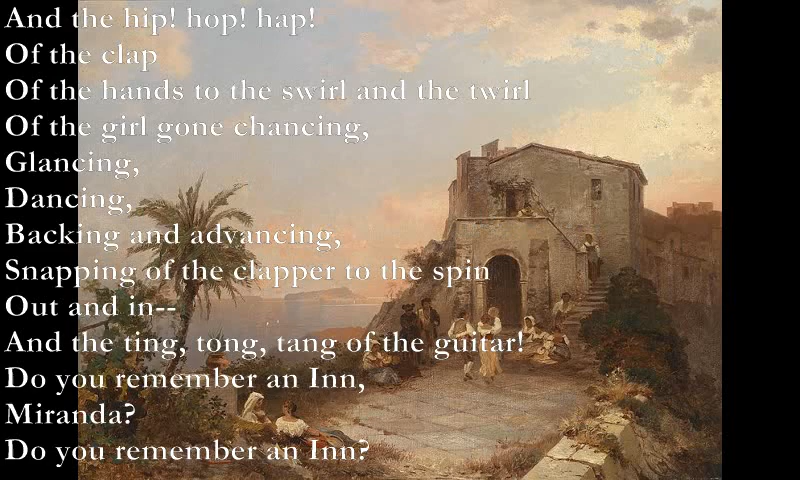 And the hip! hop! hap!
Of the clap
Of the hands to the swirl and the twirl
Of the girl gone chancing,
Glancing,
Dancing,
Backing and advancing,
Snapping of the clapper to the spin
Out and in--
And the ting, tong, tang of the guitar!
Do you remember an Inn,
Miranda?
Do you remember an Inn?